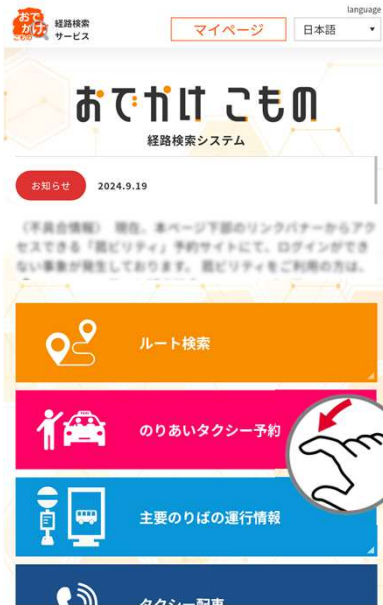 language
おで
かけ
こもの
経路検索
サービス
マイページ
日本語
おでかけ こもの
経路検索システム
お知らせ
2024.9.19
〈不具合情報〉 現在、本ページ下部のリンクバナーからアク
セスできる「菰ビリティ」予約サイトにて、ログインができ
ない事象が発生しております。 菰ビリティをご利用の方は、
ルート検索
のりあいタクシー予約
主要のりばの運行情報
タクシー配車